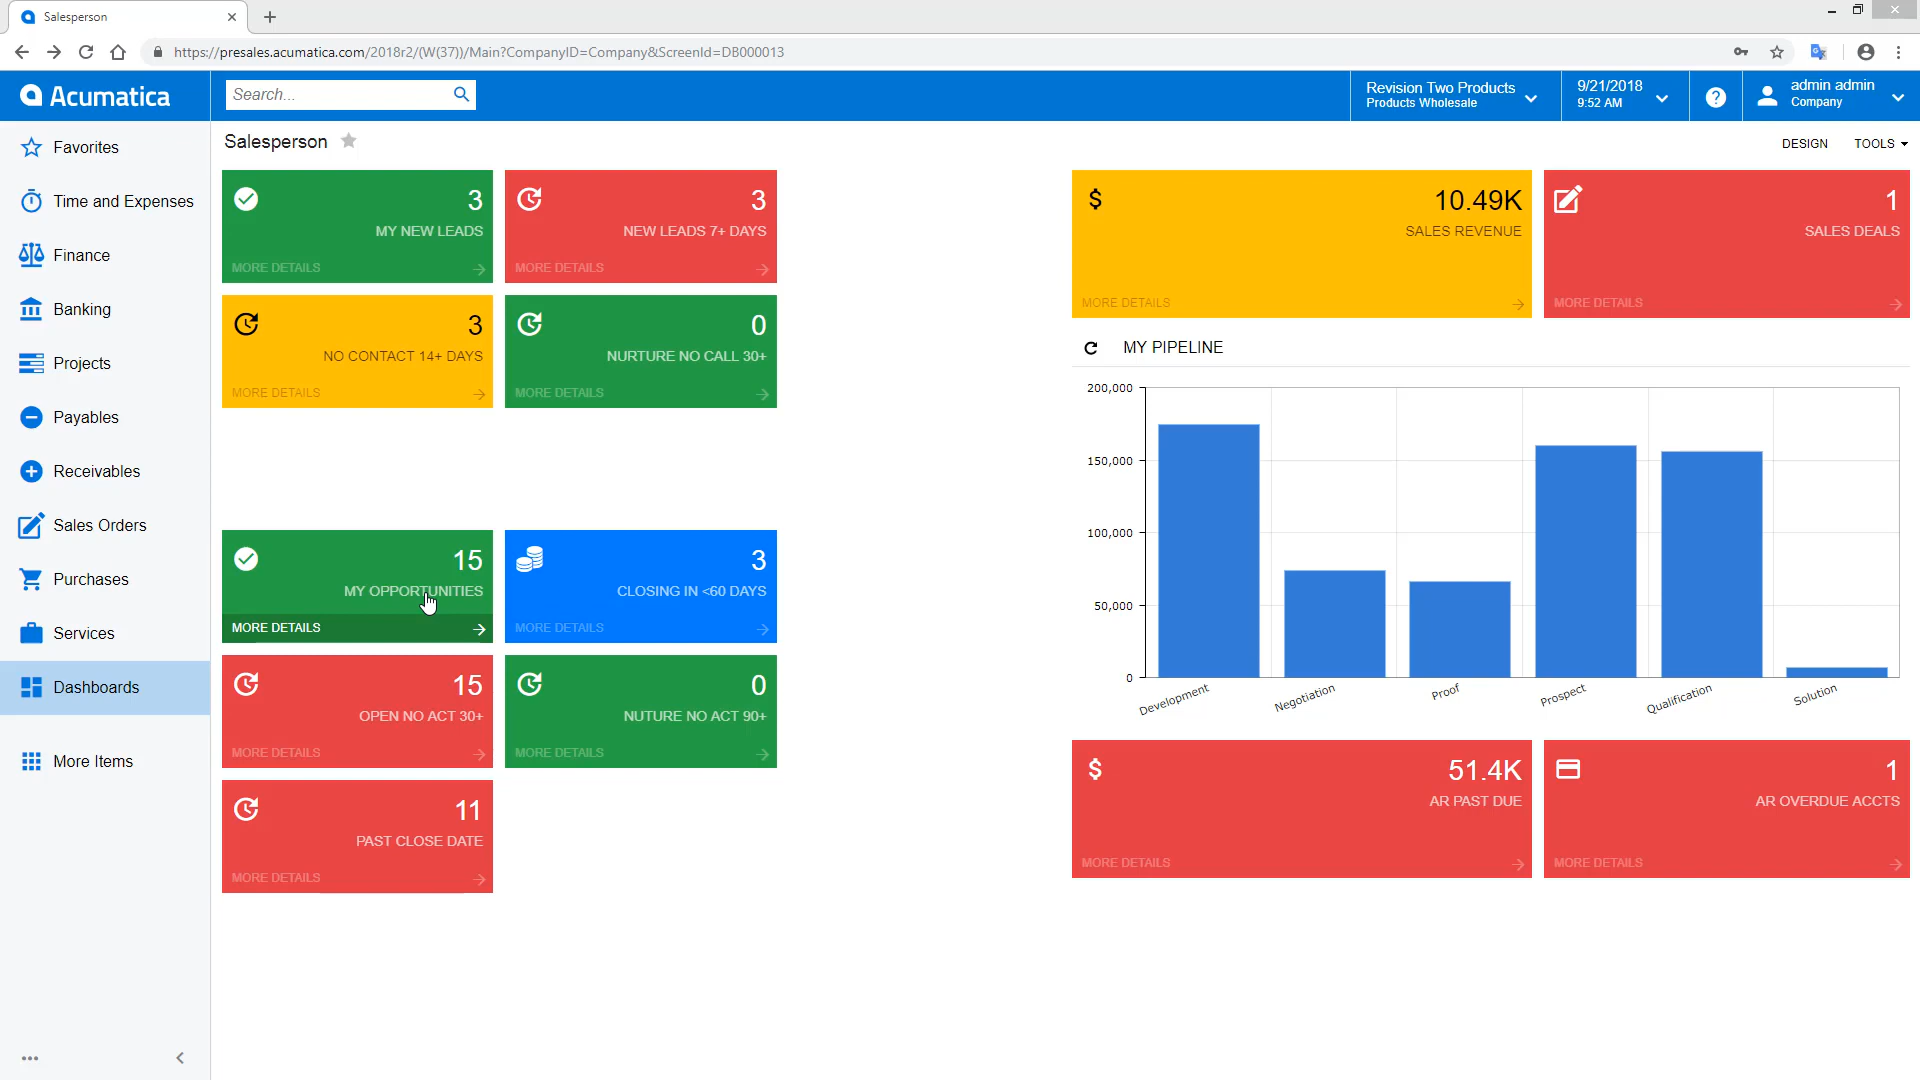 Salesperson
https://presales.acumatica.com/2018r2/(W(37))/Main?CompanyID=Company&ScreenId=DB000013
Acumatica
Search...
Revision Two Products
Products Wholesale
9/21/2018
9:52 AM
?
admin admin
Company
Favorites
Time and Expenses
Finance
Banking
Projects
Payables
Receivables
Sales Orders
Purchases
Services
Dashboards
More Items
Salesperson
DESIGN
TOOLS
3
MY NEW LEADS
MORE DETAILS
3
NEW LEADS 7+ DAYS
MORE DETAILS
3
NO CONTACT 14+ DAYS
MORE DETAILS
0
NURTURE NO CALL 30+
MORE DETAILS
15
MY OPPORTUNITIES
MORE DETAILS
3
CLOSING IN <60 DAYS
MORE DETAILS
15
OPEN NO ACT 30+
MORE DETAILS
0
NUTURE NO ACT 90+
MORE DETAILS
11
PAST CLOSE DATE
MORE DETAILS
$
10.49K
SALES REVENUE
MORE DETAILS
1
SALES DEALS
MORE DETAILS
MY PIPELINE
200,000
150,000
100,000
50,000
0
Development
Negotiation
Proof
Prospect
Qualification
Solution
$
51.4K
AR PAST DUE
MORE DETAILS
1
AR OVERDUE ACCTS
MORE DETAILS